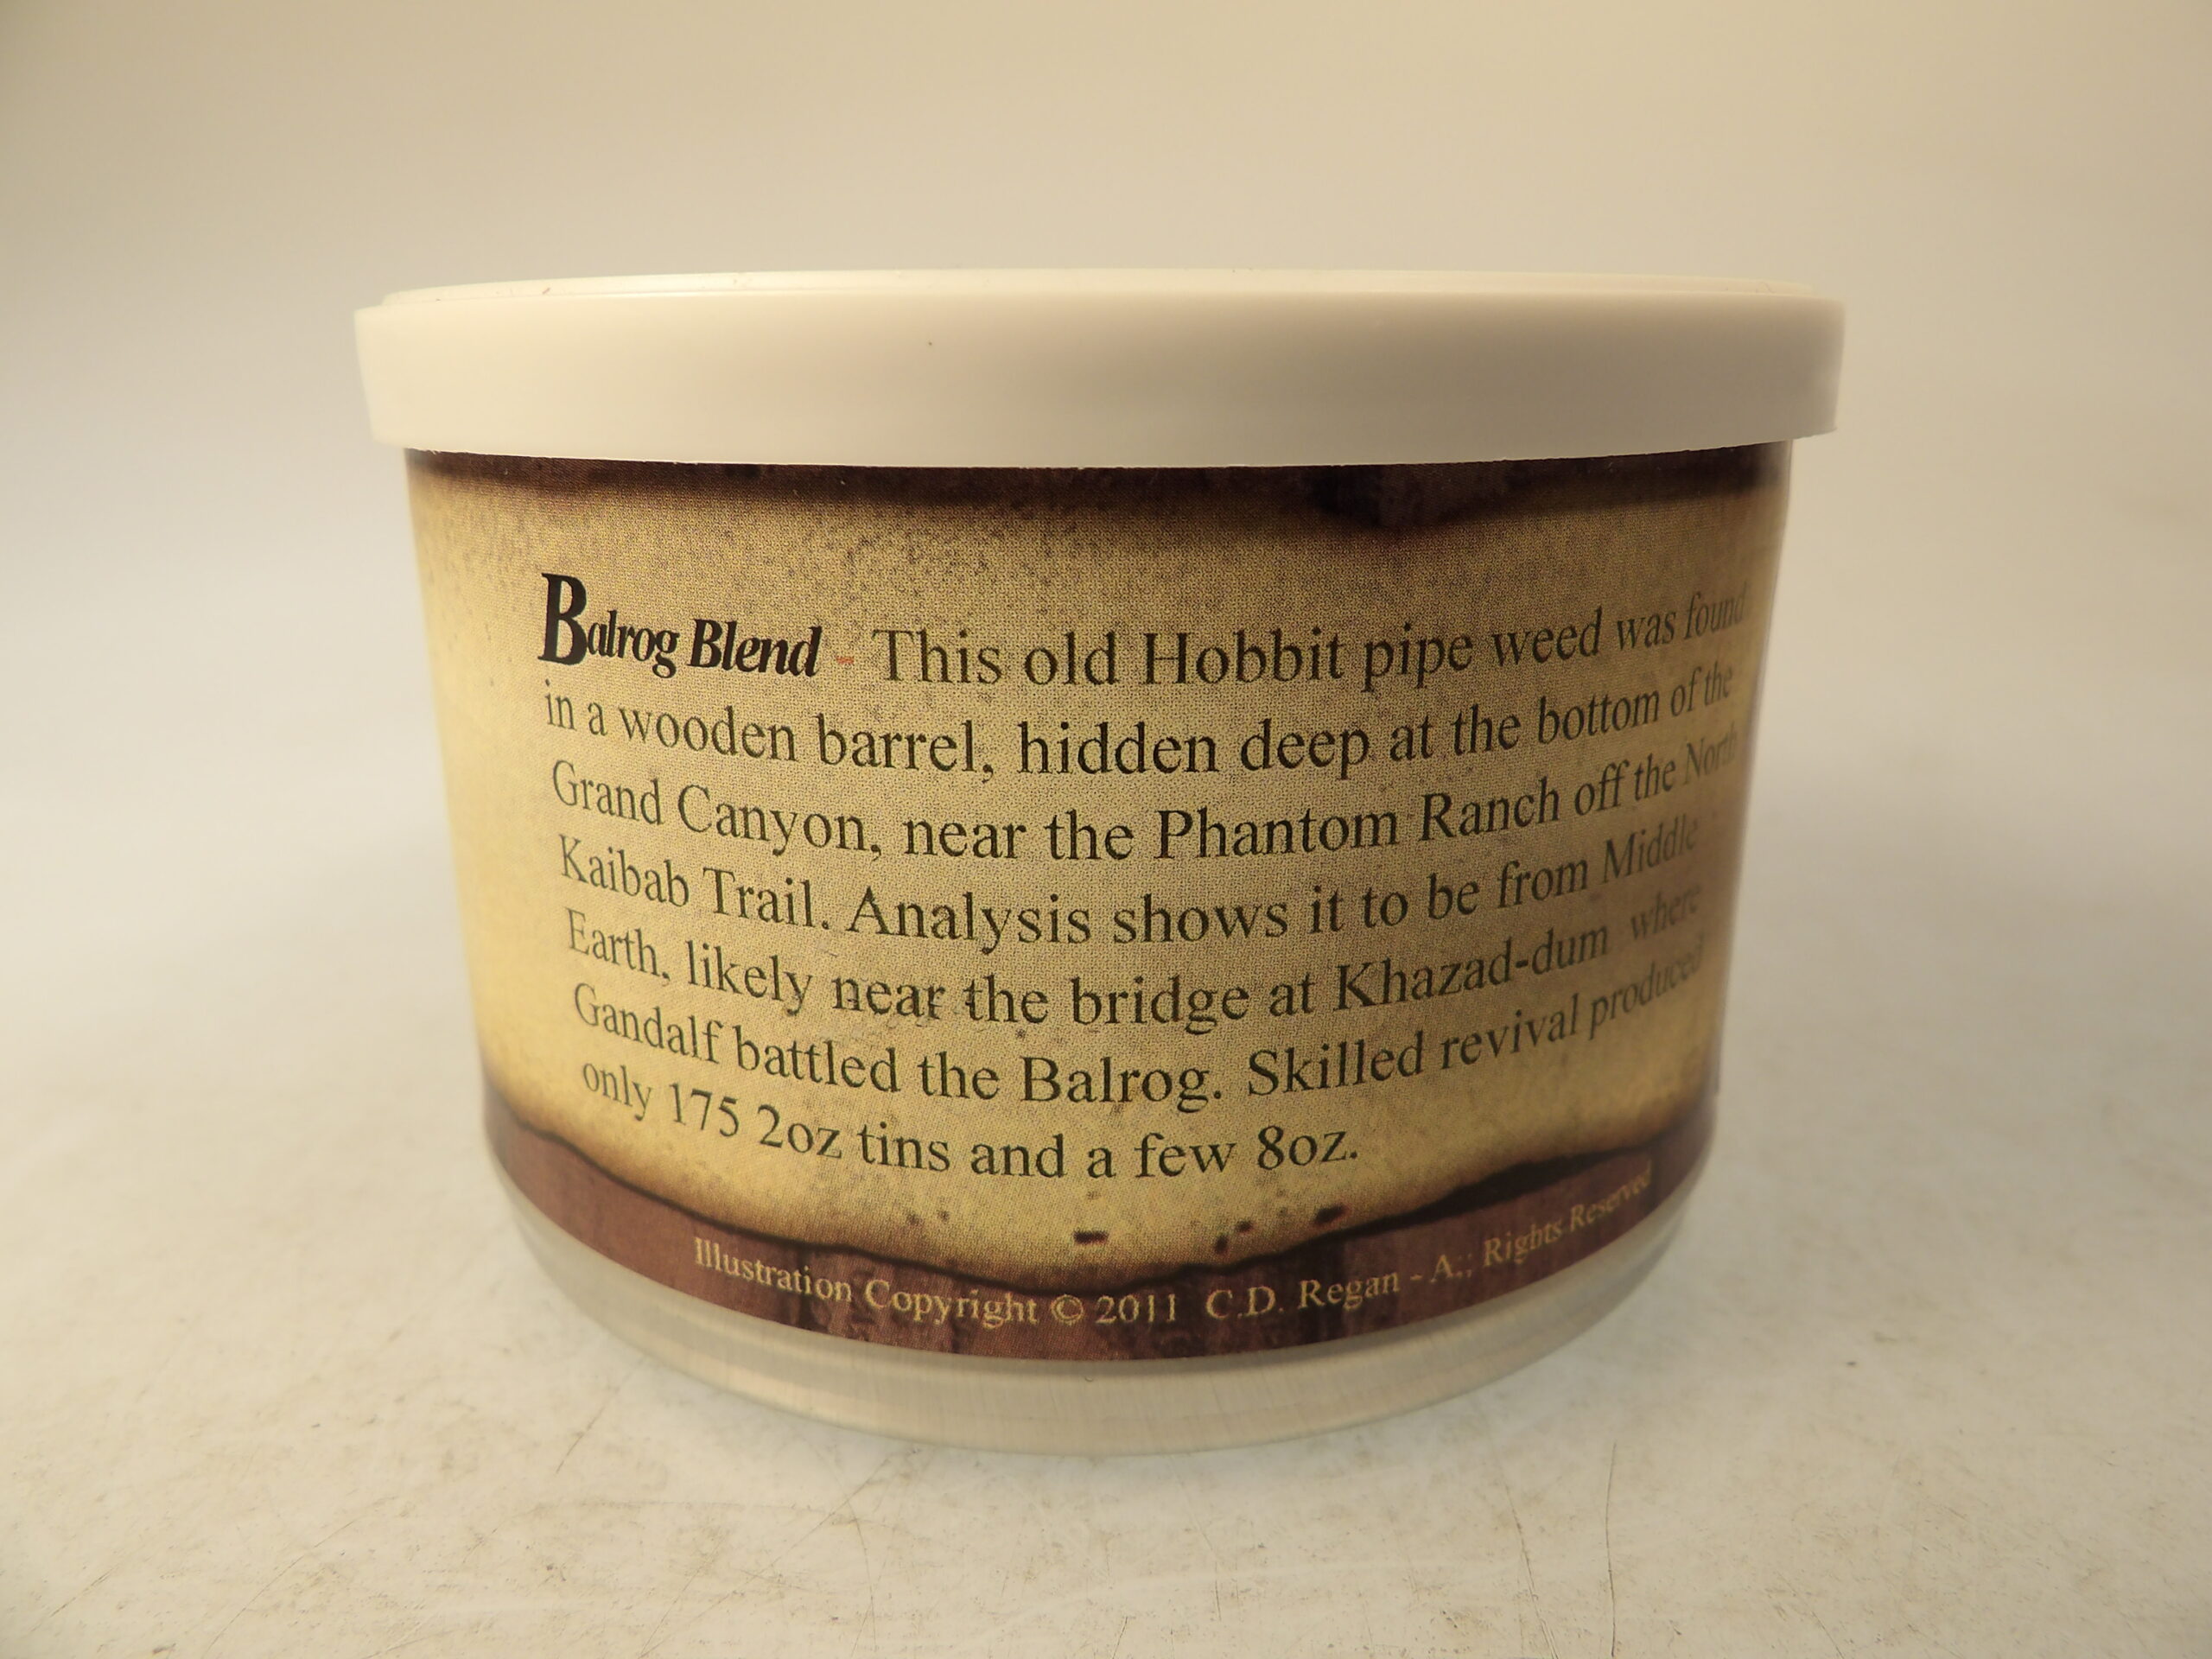 Balrog Blend - This old Hobbit pipe weed was found
in a wooden barrel, hidden deep at the bottom of the
Grand Canyon, near the Phantom Ranch off the North
Kaibab Trail. Analysis shows it to be from Middle
Earth, likely near the bridge at Khazad-dum where
Gandalf battled the Balrog. Skilled revival produced
only 175 2oz tins and a few 8oz.
Illustration Copyright © 2011 C.D. Regan - A.; Rights Reserved